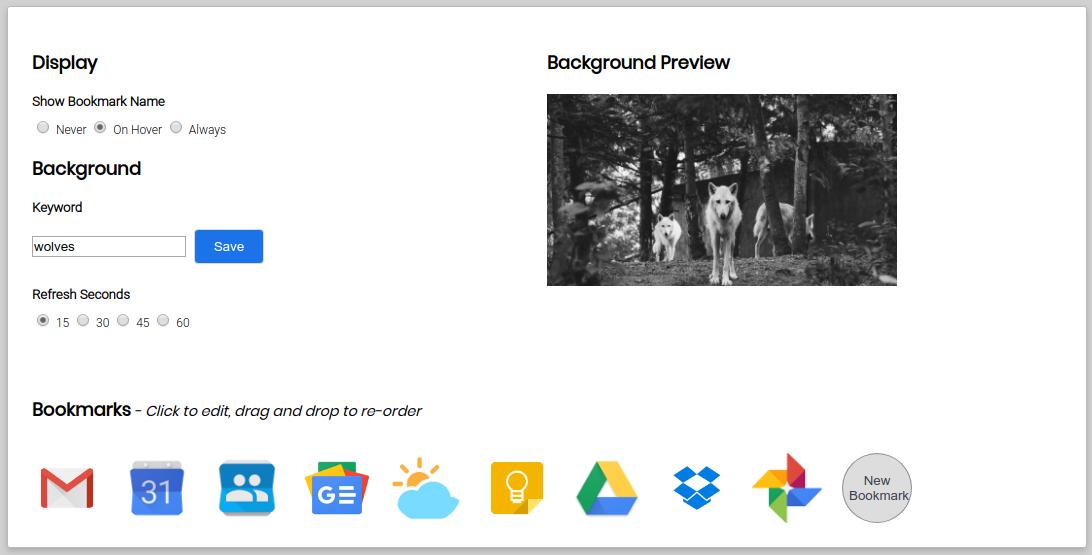 Display
Show Bookmark Name
Never On Hover Always
Background
Keyword
wolves Save
Refresh Seconds
15 30 45 60
Background Preview
Bookmarks - Click to edit, drag and drop to re-order
31
G
New
Bookmark